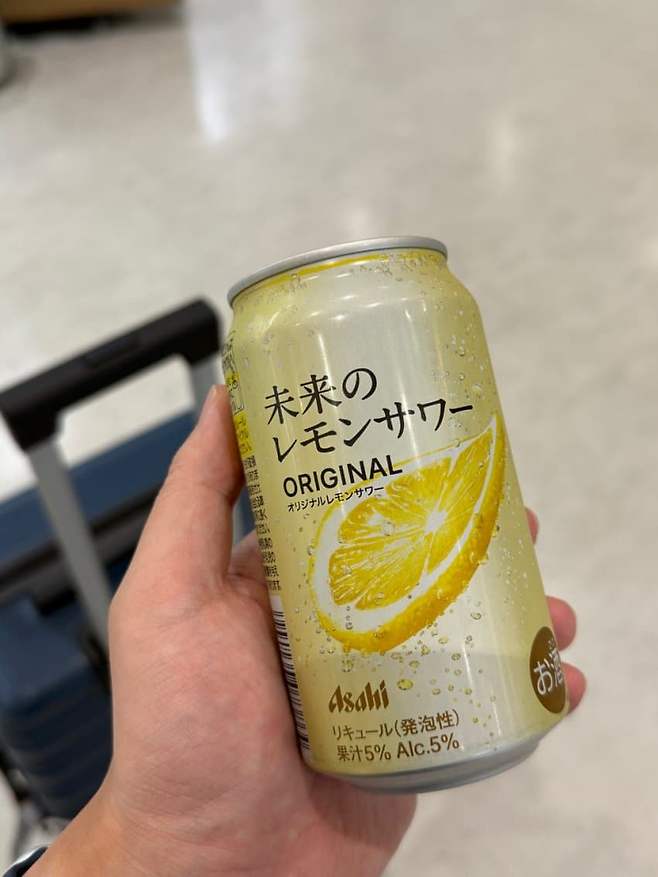 未来の
レモンサワー
ORIGINAL
オリジナルレモンサワー
Asahi
リキュール(発泡性)
果汁5% Alc.5%
お酒